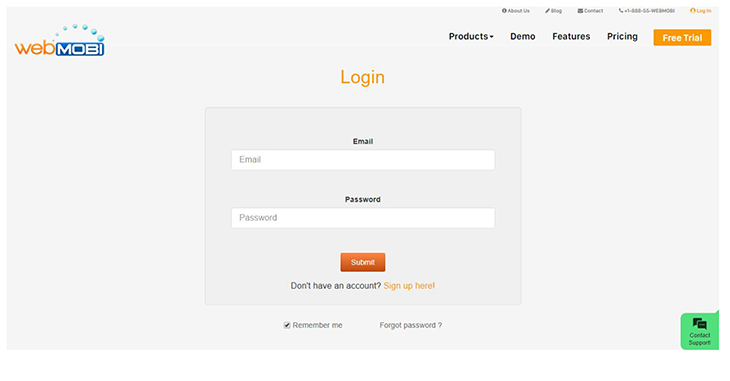 About Us Blog Contact +1-888-55-WEBMOBI Log In
webMOBI
Products Demo Features Pricing Free Trial
Login
Email
Email
Password
Password
Submit
Don't have an account? Sign up here!
Remember me Forgot password ?
Contact
Support!